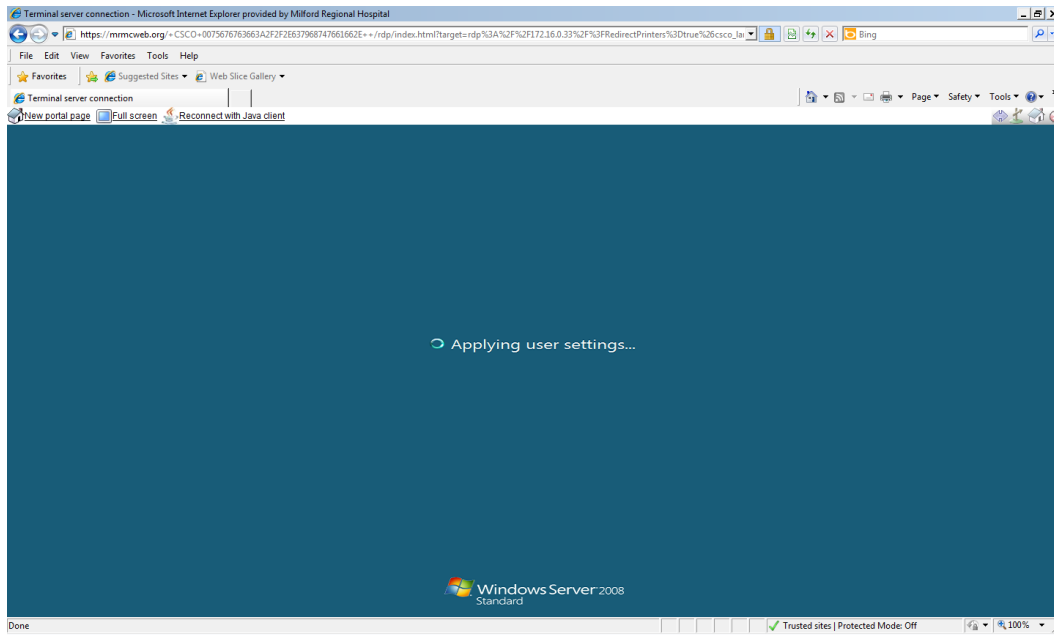 Terminal server connection - Microsoft Internet Explorer provided by Milford Regional Hospital
https://mrmcweb.org/+CSCO+0075676763663A2F2F2E637968747661662E++/rdp/index.html?target=rdp%3A%2F%2F172.16.0.33%2F%3FRedirectPrinters%3Dtrue%26csco_la Bing
File Edit View Favorites Tools Help
Favorites Suggested Sites Web Slice Gallery
Terminal server connection Page Safety Tools
New portal page Full screen Reconnect with Java client
Applying user settings...
Windows Server 2008
Standard
Done Trusted sites | Protected Mode: Off 100%